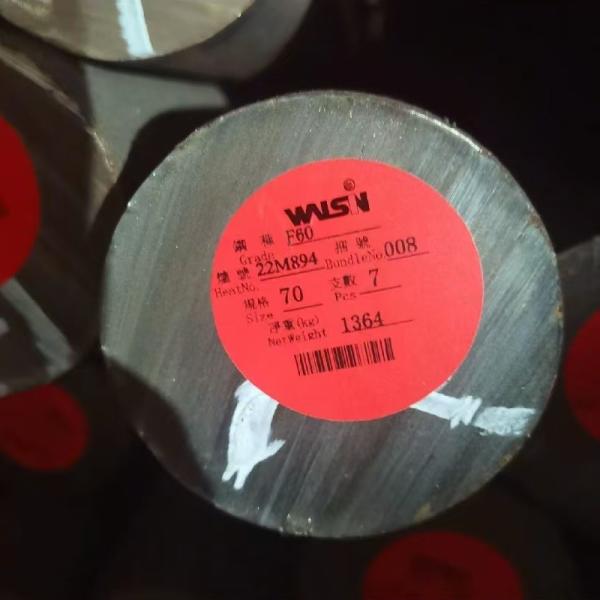 WALSIN
鋼種 F60
Grade
爐號 22M894 捆號 008
HeatNo. BundleNo.
規格 70 支數 7
Size Pcs
淨重(kg) 1364
NetWeight